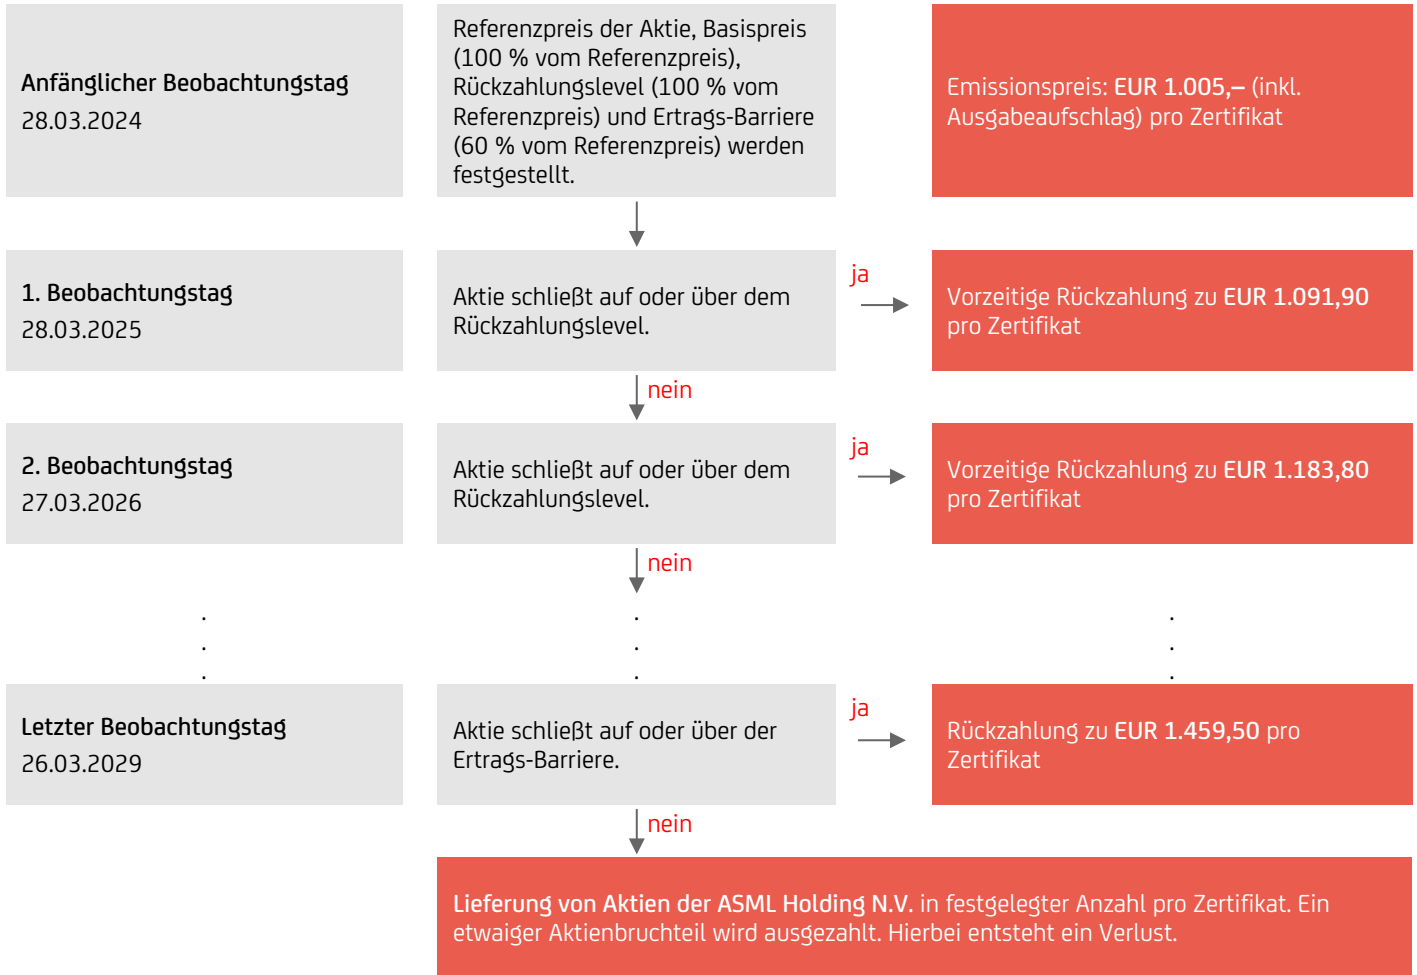 Anfänglicher Beobachtungstag
28.03.2024
Referenzpreis der Aktie, Basispreis
(100 % vom Referenzpreis),
Rückzahlungslevel (100 % vom
Referenzpreis) und Ertrags-Barriere
(60 % vom Referenzpreis) werden
festgestellt.
Emissionspreis: EUR 1.005,– (inkl.
Ausgabeaufschlag) pro Zertifikat
1. Beobachtungstag
28.03.2025
Aktie schließt auf oder über dem
Rückzahlungslevel.
ja
Vorzeitige Rückzahlung zu EUR 1.091,90
pro Zertifikat
nein
2. Beobachtungstag
27.03.2026
Aktie schließt auf oder über dem
Rückzahlungslevel.
ja
Vorzeitige Rückzahlung zu EUR 1.183,80
pro Zertifikat
nein
. . .
. . .
. . .
Letzter Beobachtungstag
26.03.2029
Aktie schließt auf oder über der
Ertrags-Barriere.
ja
Rückzahlung zu EUR 1.459,50 pro
Zertifikat
nein
Lieferung von Aktien der ASML Holding N.V. in festgelegter Anzahl pro Zertifikat. Ein
etwaiger Aktienbruchteil wird ausgezahlt. Hierbei entsteht ein Verlust.